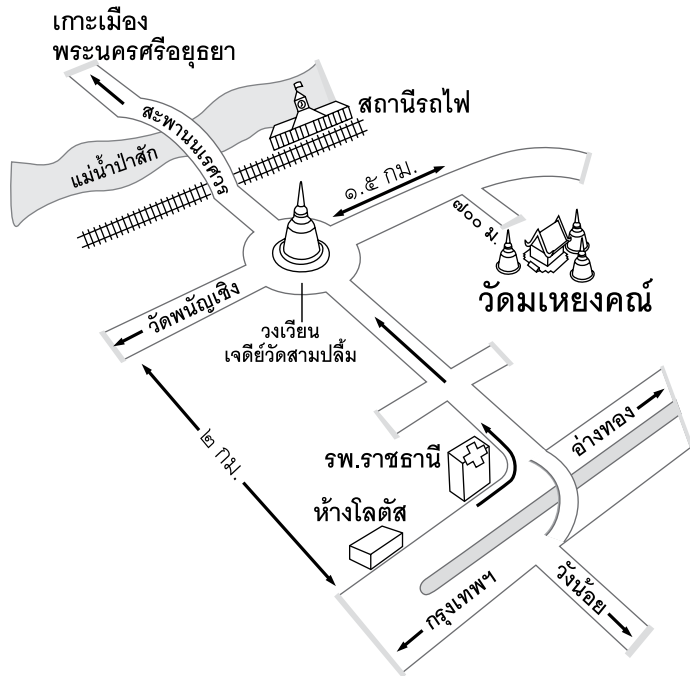 เกาะเมือง
พระนครศรีอยุธยา
สถานีรถไฟ
สะพานนเรศวร
แม่น้ำป่าสัก
๑.๕ กม.
๗๐๐ ม.
วัดมเหยงคณ์
วัดพนัญเชิง
วงเวียน
เจดีย์วัดสามปลื้ม
อ่างทอง
รพ.ราชธานี
๒ กม.
ห้างโลตัส
กรุงเทพฯ
วังน้อย